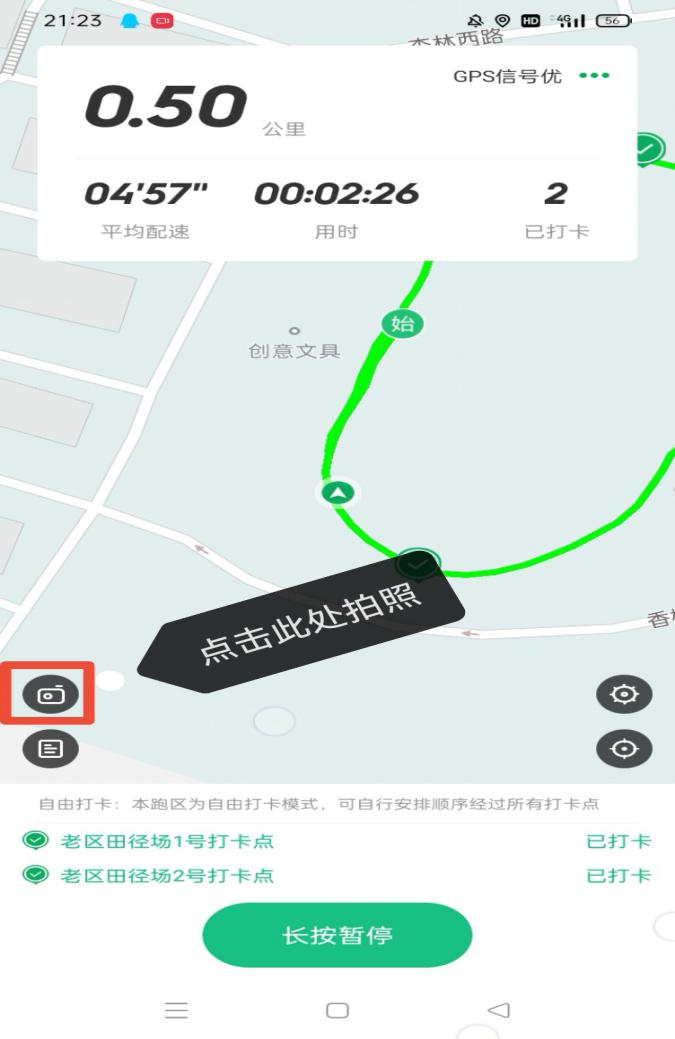 21:23 HD 4G 56
杏林西路
GPS信号优
0.50 公里
04'57" 00:02:26 2
平均配速 用时 已打卡
始
创意文具
点击此处拍照
香
自由打卡：本跑区为自由打卡模式，可自行安排顺序经过所有打卡点
老区田径场1号打卡点 已打卡
老区田径场2号打卡点 已打卡
长按暂停